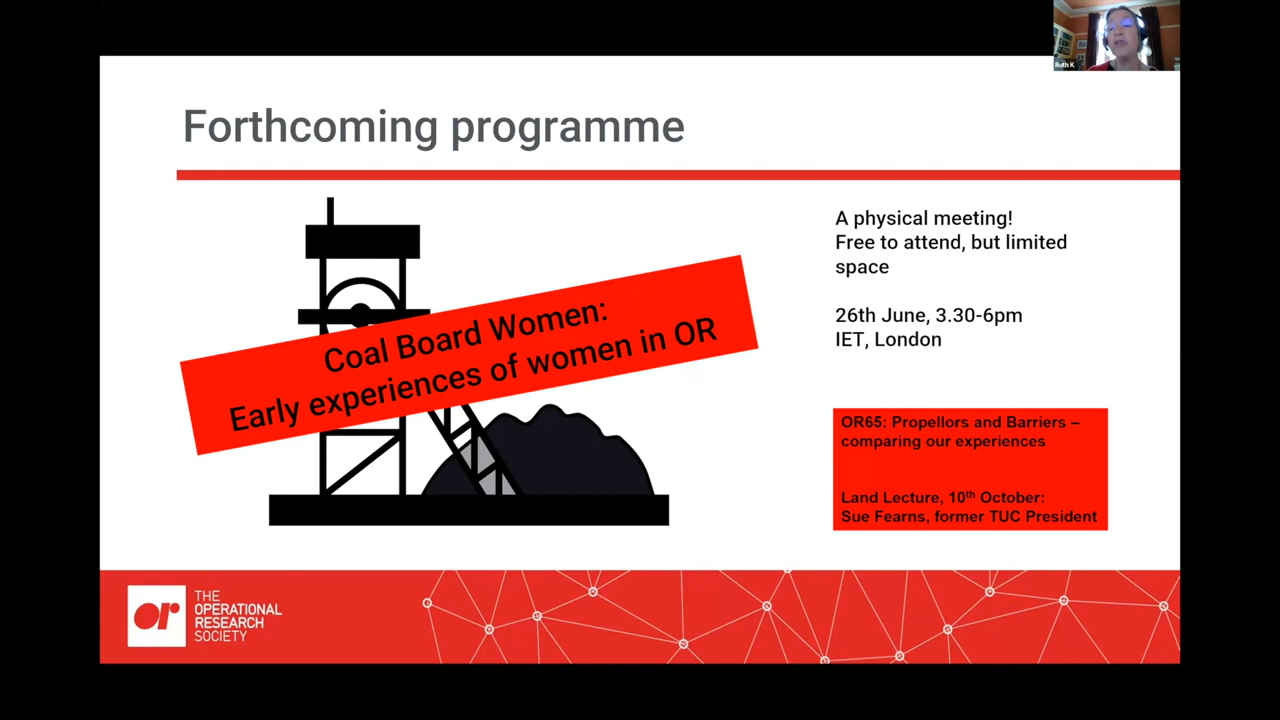 Ruth K
Forthcoming programme
Coal Board Women:
Early experiences of women in OR
A physical meeting!
Free to attend, but limited
space
26th June, 3.30-6pm
IET, London
OR65: Propellors and Barriers –
comparing our experiences
Land Lecture, 10th October:
Sue Fearns, former TUC President
or
THE
OPERATIONAL
RESEARCH
SOCIETY